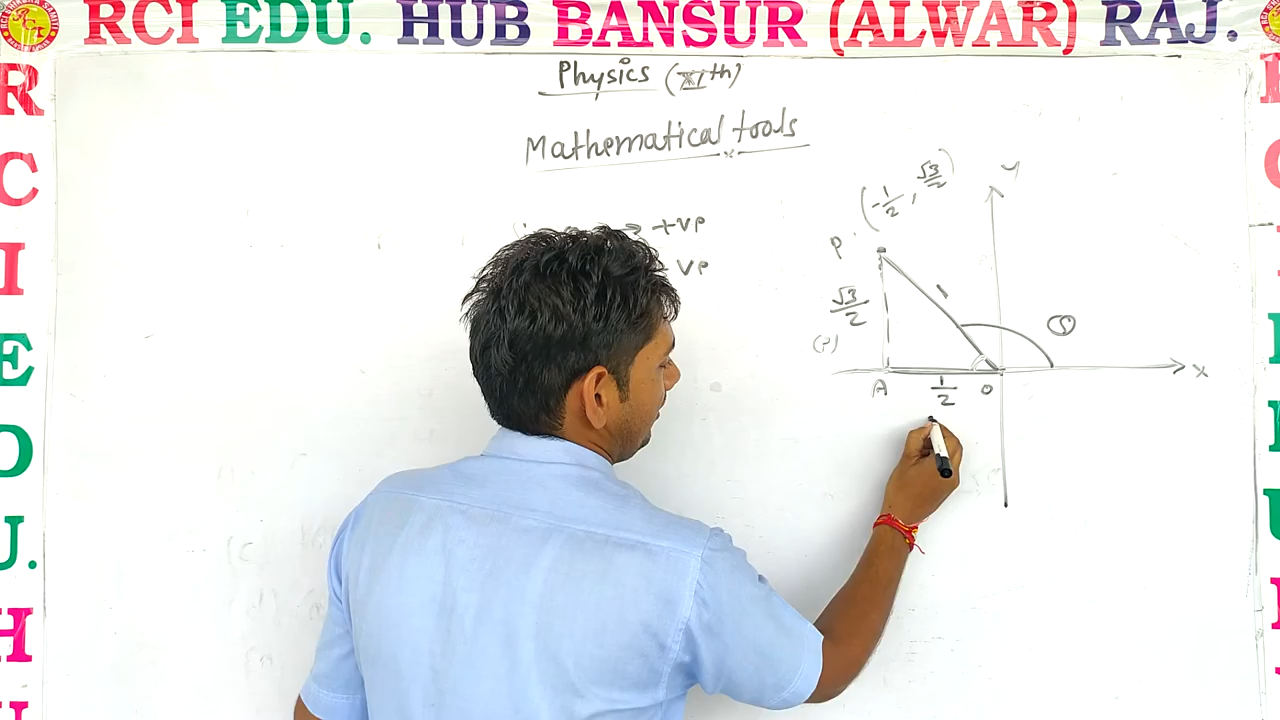 RCI EDU. HUB BANSUR (ALWAR) RAJ.
R
C
I
E
D
U.
H
Physics (XIth)
Mathematical tools
→ +ve
ve
(-1/2, √3/2)
y
P
√3/2
(P)
1
θ
x
A
1/2
O